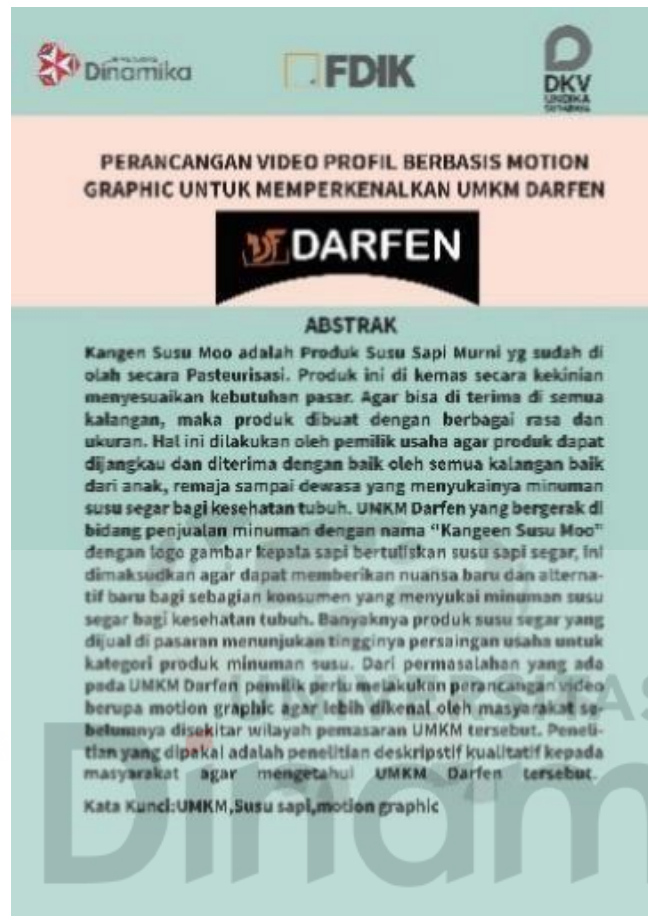 Dinamika
FDIK
DKV
UNDIKA
SURABAYA
PERANCANGAN VIDEO PROFIL BERBASIS MOTION
GRAPHIC UNTUK MEMPERKENALKAN UMKM DARFEN
DARFEN
ABSTRAK
Kangen Susu Moo adalah Produk Susu Sapi Murni yg sudah di
olah secara Pasteurisasi. Produk ini di kemas secara kekinian
menyesuaikan kebutuhan pasar. Agar bisa di terima di semua
kalangan, maka produk dibuat dengan berbagai rasa dan
ukuran. Hal ini dilakukan oleh pemilik usaha agar produk dapat
dijangkau dan diterima dengan baik oleh semua kalangan baik
dari anak, remaja sampai dewasa yang menyukainya minuman
susu segar bagi kesehatan tubuh. UMKM Darfen yang bergerak di
bidang penjualan minuman dengan nama “Kangeen Susu Moo”
dengan logo gambar kepala sapi bertuliskan susu sapi segar, ini
dimaksudkan agar dapat memberikan nuansa baru dan alterna-
tif baru bagi sebagian konsumen yang menyukai minuman susu
segar bagi kesehatan tubuh. Banyaknya produk susu segar yang
dijual di pasaran menunjukan tingginya persaingan usaha untuk
kategori produk minuman susu. Dari permasalahan yang ada
pada UMKM Darfen pemilik perlu melakukan perancangan video
berupa motion graphic agar lebih dikenal oleh masyarakat se-
belumnya disekitar wilayah pemasaran UMKM tersebut. Peneli-
tian yang dipakai adalah penelitian deskripstif kualitatif kepada
masyarakat agar mengetahui UMKM Darfen tersebut.
Kata Kunci:UMKM,Susu sapi,motion graphic